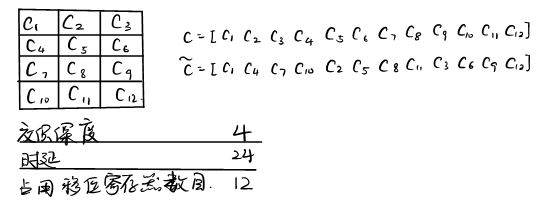 C₁ C₂ C₃
C₄ C₅ C₆
C₇ C₈ C₉
C₁₀ C₁₁ C₁₂
C = [ C₁ C₂ C₃ C₄ C₅ C₆ C₇ C₈ C₉ C₁₀ C₁₁ C₁₂]
C̃ = [ C₁ C₄ C₇ C₁₀ C₂ C₅ C₈ C₁₁ C₃ C₆ C₉ C₁₂]
交织深度 4
时延 24
占用移位寄存器数目. 12